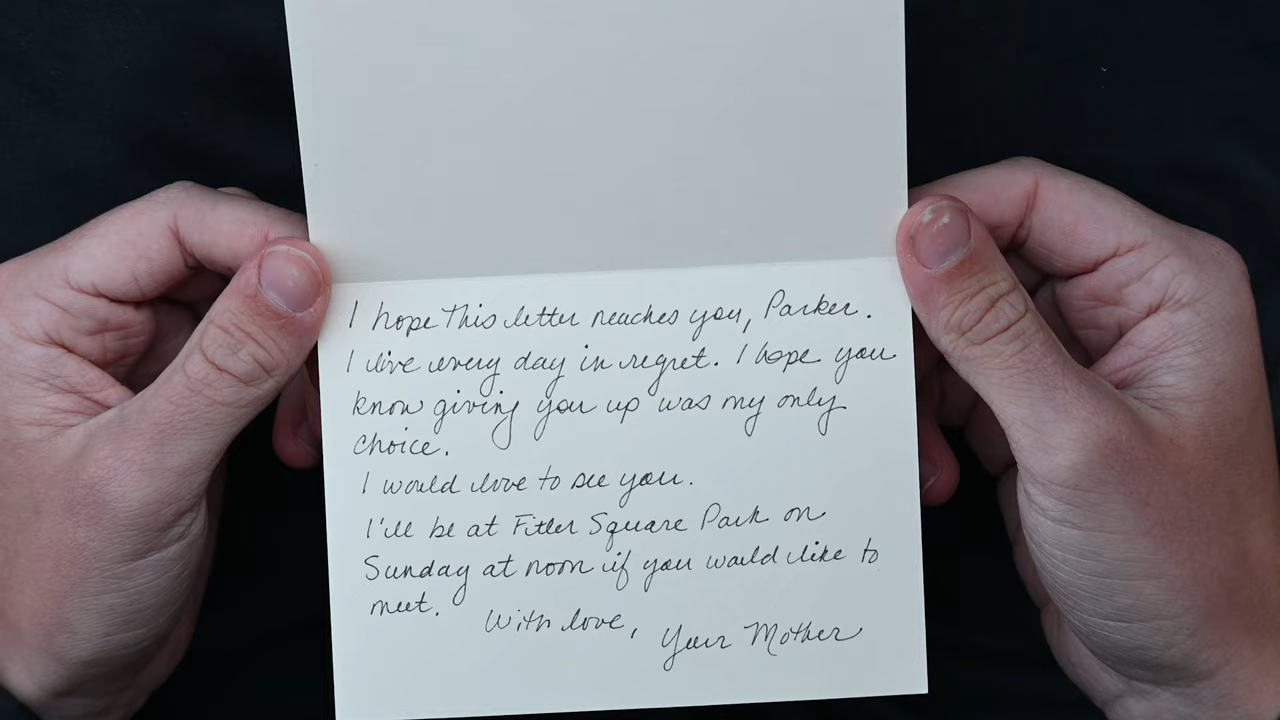 I hope this letter reaches you, Parker.
I live every day in regret. I hope you
know giving you up was my only
choice.
I would love to see you.
I'll be at Fitler Square Park on
Sunday at noon if you would like to
meet.
With love,
Your Mother